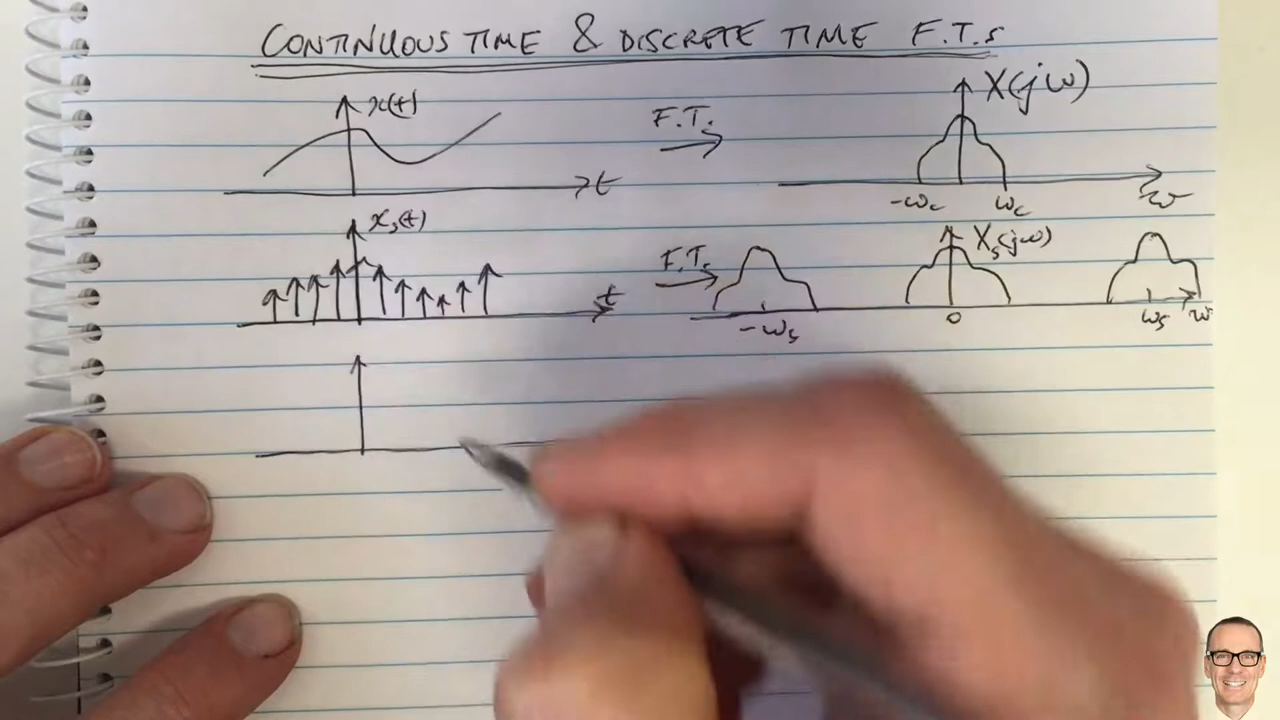 CONTINUOUS TIME & DISCRETE TIME F.T.s
x(t)
F.T.
X(jω)
t
-ωc
ωc
ω
xs(t)
F.T.
Xs(jω)
t
-ωs
0
ωs
ω